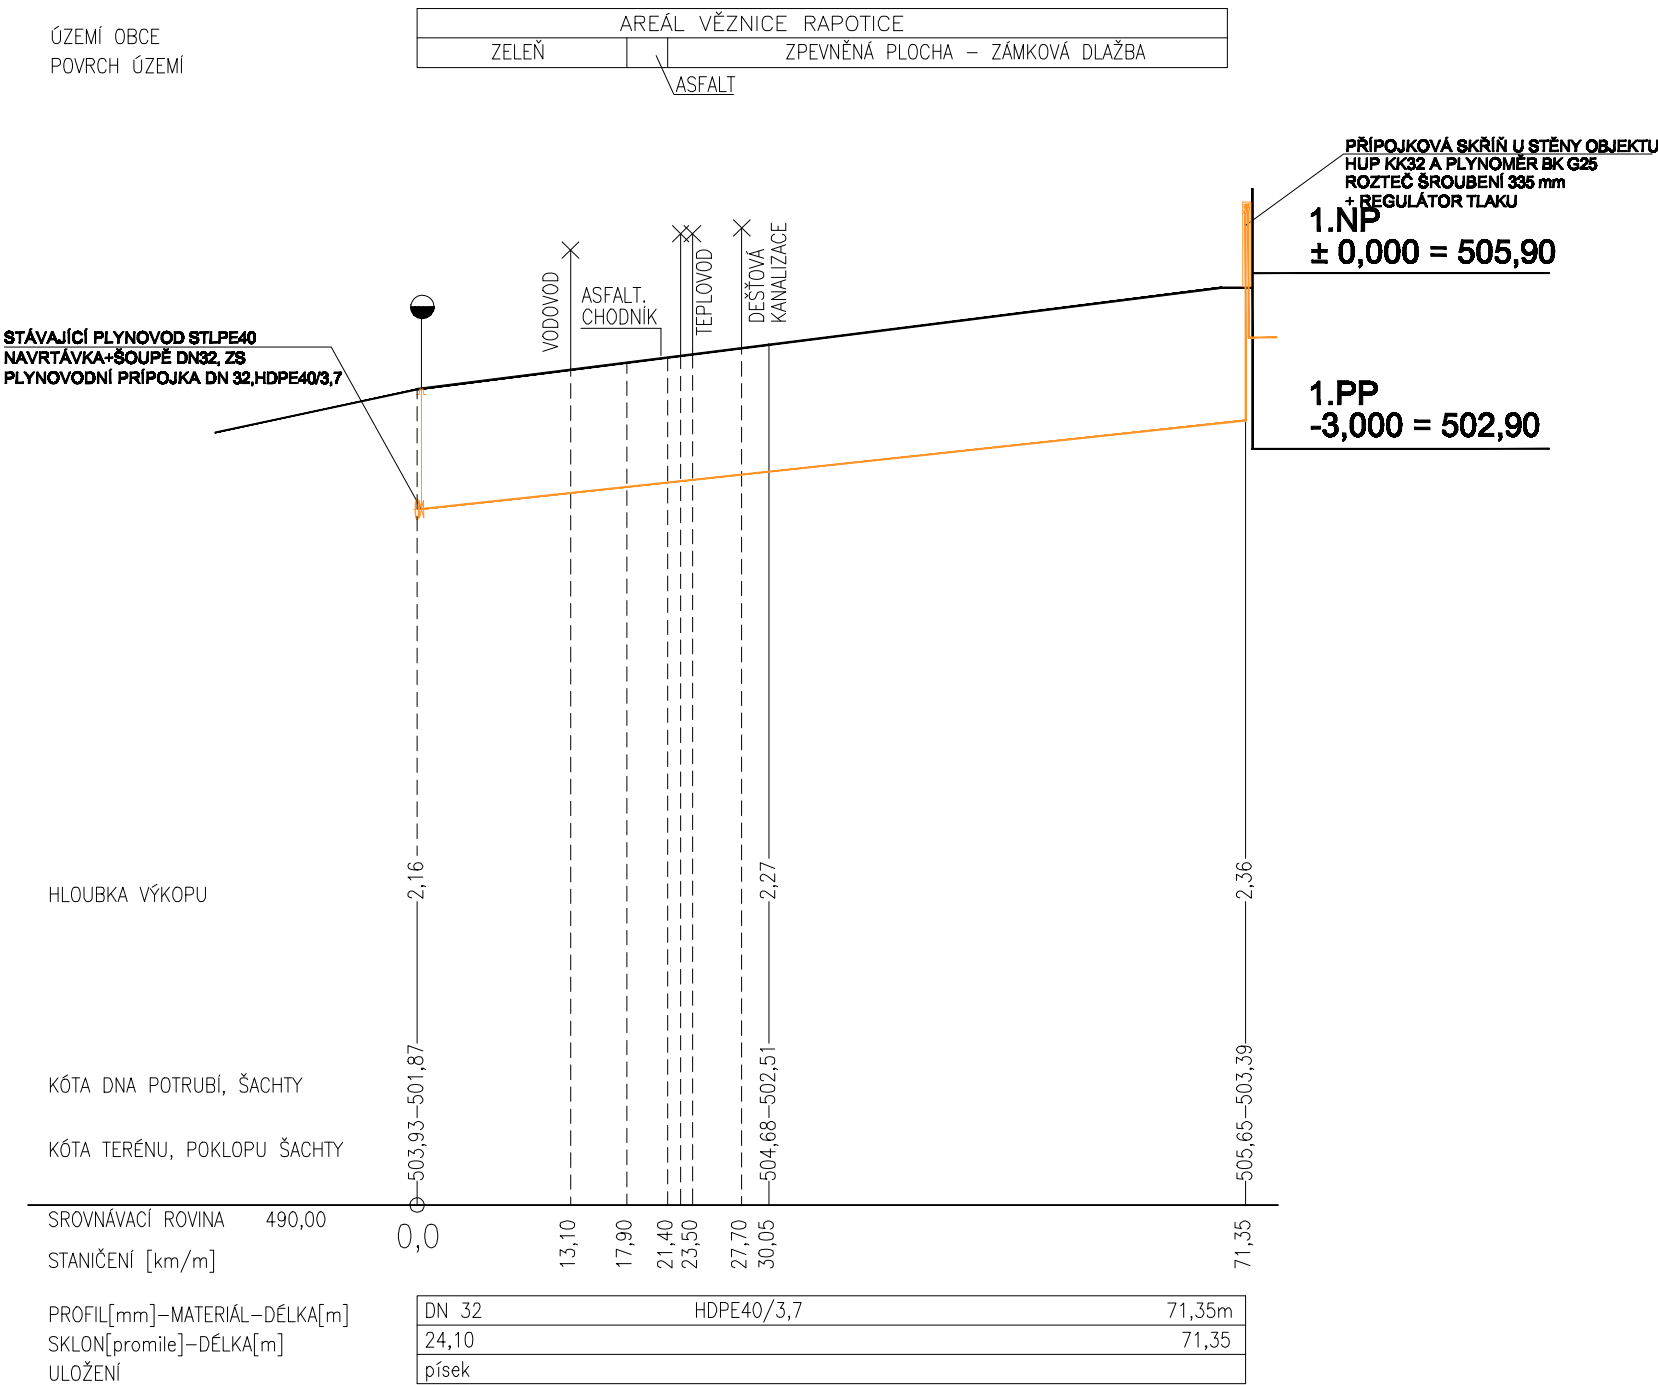 ÚZEMÍ OBCE
POVRCH ÚZEMÍ
AREÁL VĚZNICE RAPOTICE
ZELEŇ
ZPEVNĚNÁ PLOCHA – ZÁMKOVÁ DLAŽBA
ASFALT
PŘÍPOJKOVÁ SKŘÍŇ U STĚNY OBJEKTU
HUP KK32 A PLYNOMĚR BK G25
ROZTEČ ŠROUBENÍ 335 mm
+ REGULÁTOR TLAKU
1.NP
± 0,000 = 505,90
VODOVOD
ASFALT.
CHODNÍK
TEPLOVOD
DEŠŤOVÁ
KANALIZACE
STÁVAJÍCÍ PLYNOVOD STLPE40
NAVRTÁVKA+ŠOUPĚ DN32, ZS
PLYNOVODNÍ PRÍPOJKA DN 32,HDPE40/3,7
1.PP
-3,000 = 502,90
HLOUBKA VÝKOPU
2,16
2,27
2,36
KÓTA DNA POTRUBÍ, ŠACHTY
KÓTA TERÉNU, POKLOPU ŠACHTY
503,93–501,87
504,68–502,51
505,65–503,39
SROVNÁVACÍ ROVINA 490,00
STANIČENÍ [km/m]
0,0
13,10
17,90
21,40
23,50
27,70
30,05
71,35
PROFIL[mm]–MATERIÁL–DÉLKA[m]
DN 32 HDPE40/3,7 71,35m
SKLON[promile]–DÉLKA[m]
24,10 71,35
ULOŽENÍ
písek